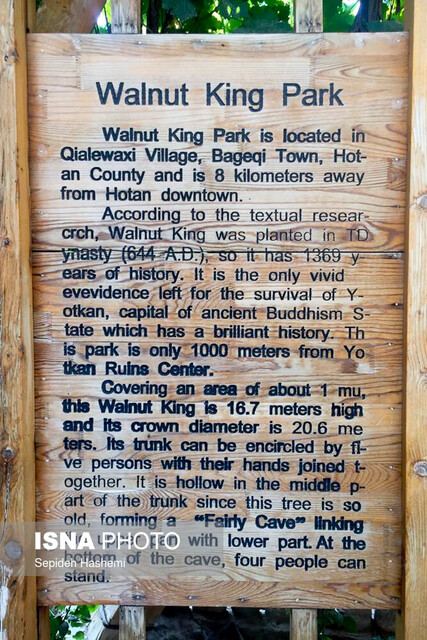 Walnut King Park
Walnut King Park is located in
Qialewaxi Village, Bageqi Town, Hot-
an County and is 8 kilometers away
from Hotan downtown.
According to the textual resear-
crch, Walnut King was planted in TD
ynasty (644 A.D.), so it has 1369 y-
ears of history. It is the only vivid
evevidence left for the survival of Y-
otkan, capital of ancient Buddhism S-
tate which has a brilliant history. Th
is park is only 1000 meters from Yo
tkan Ruins Center.
Covering an area of about 1 mu,
this Walnut King is 16.7 meters high
and its crown diameter is 20.6 me
ters. Its trunk can be encircled by fi-
ve persons with their hands joined t-
ogether. It is hollow in the middle p-
art of the trunk since this tree is so
old, forming a "Fairly Cave" linking
with lower part. At the
bottom of the cave, four people can
stand.
ISNA PHOTO
Sepideh Hashemi